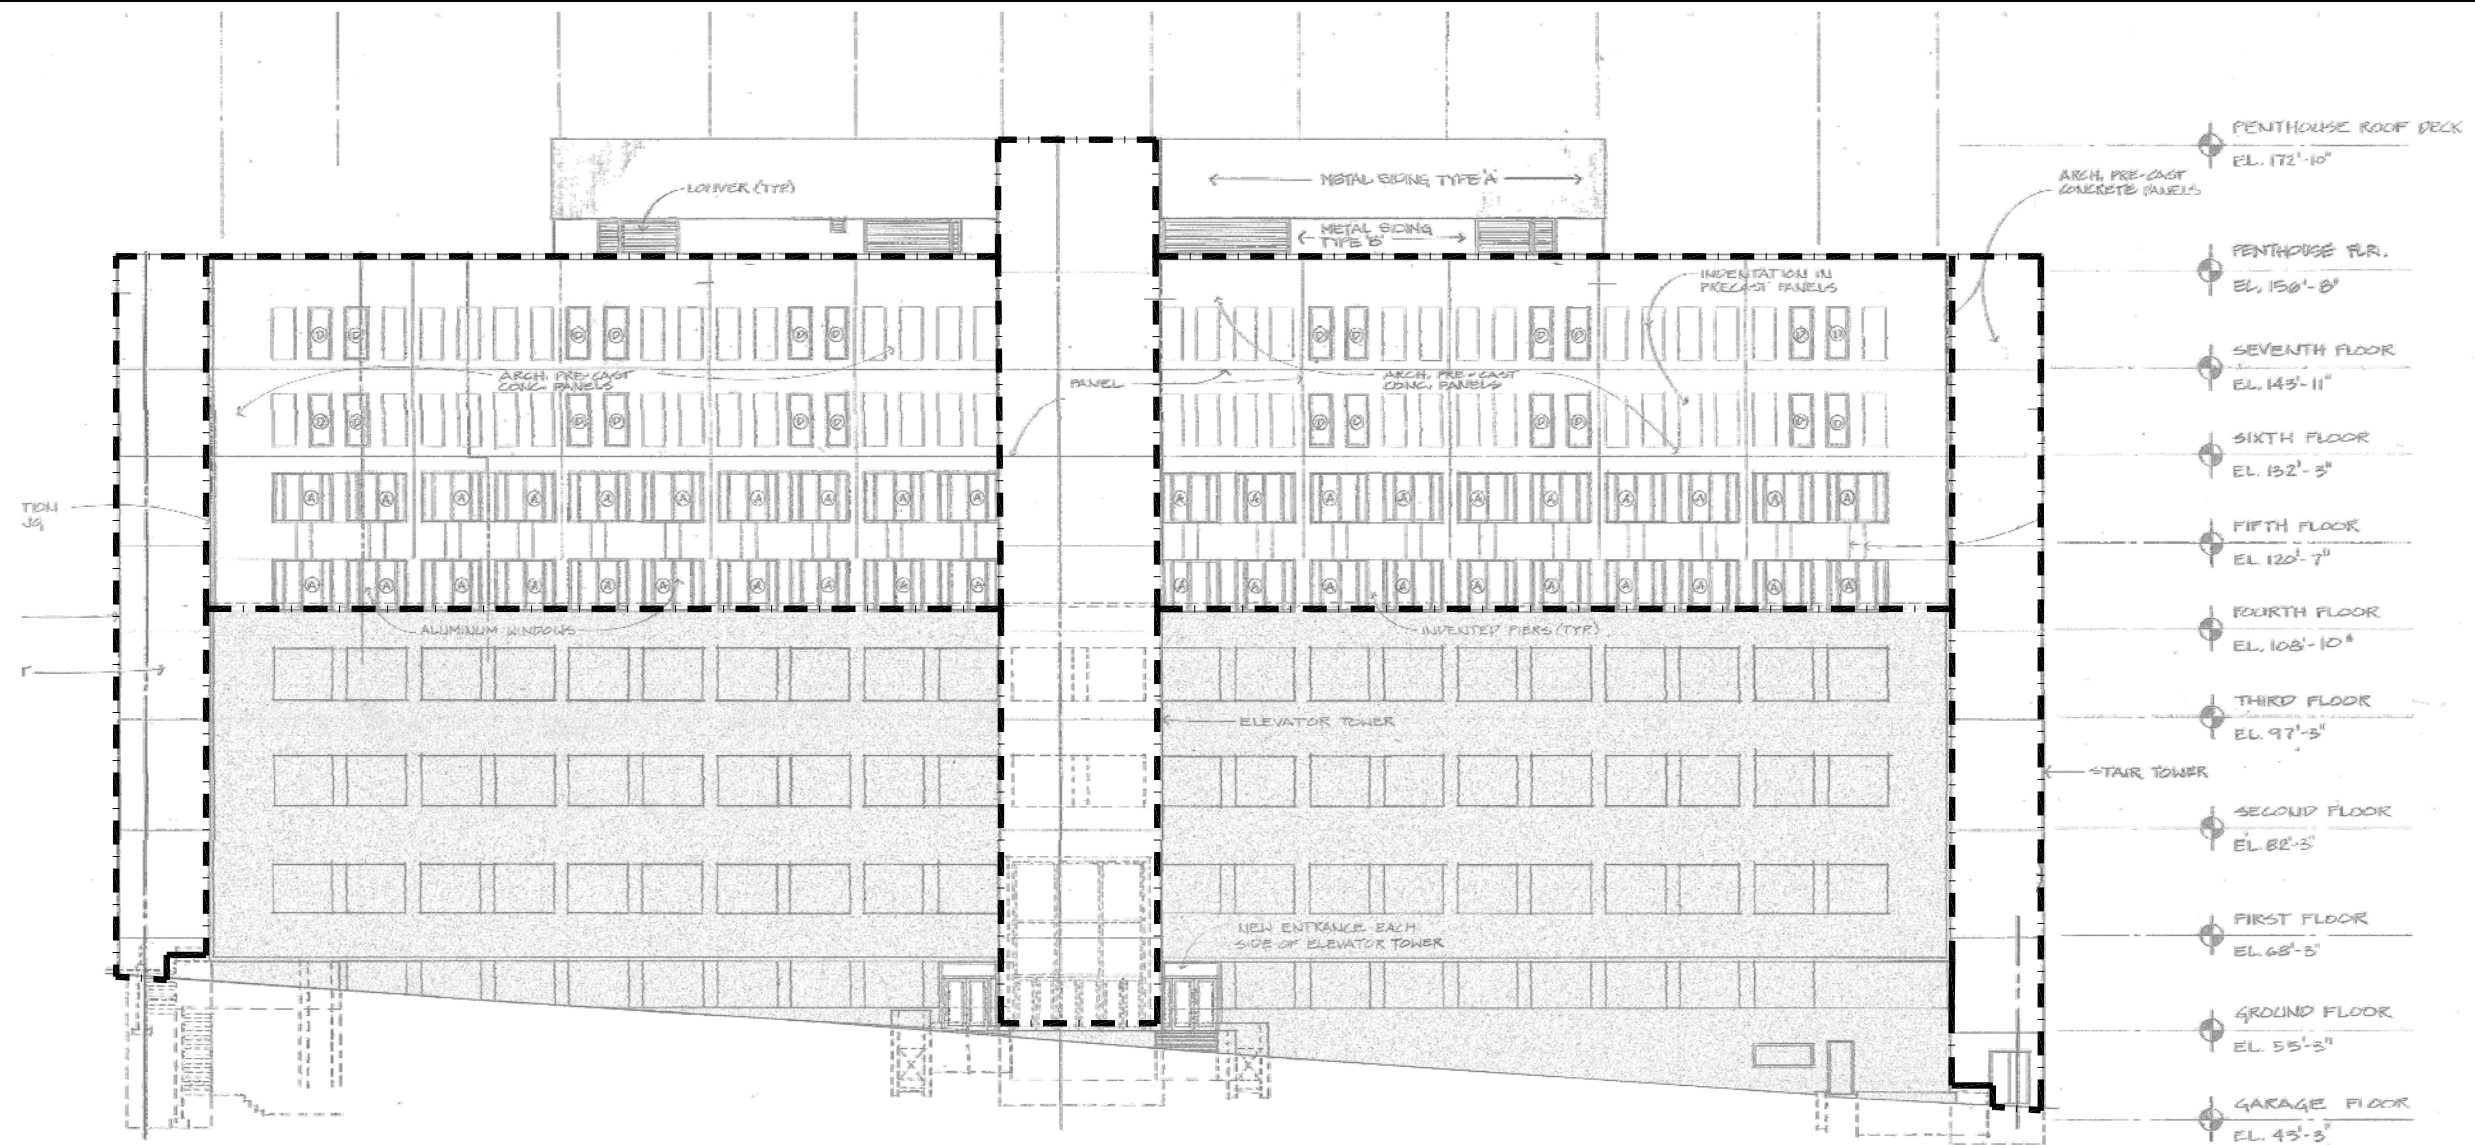 PENTHOUSE ROOF DECK
EL. 172'-10"
ARCH. PRE-CAST
CONCRETE PANELS
LOUVER (TYP.)
METAL SIDING TYPE 'A'
METAL SIDING
TYPE 'B'
PENTHOUSE FLR.
EL. 156'-8"
INDENTATION IN
PRECAST PANELS
D D D D D D
D D D D D D
SEVENTH FLOOR
EL. 143'-11"
ARCH. PRE-CAST
CONC. PANELS
PANEL
ARCH. PRE-CAST
CONC. PANELS
D D D D D D
D D D D D D
SIXTH FLOOR
EL. 132'-3"
A A A A A A A A A A
A A A A A A A A A A
TION
FIFTH FLOOR
EL. 120'-7"
A A A A A A A A A A
A A A A A A A A A A
FOURTH FLOOR
EL. 108'-10"
ALUMINUM WINDOWS
INDENTED PIERS (TYP.)
THIRD FLOOR
EL. 97'-3"
ELEVATOR TOWER
STAIR TOWER
SECOND FLOOR
EL. 82'-3"
FIRST FLOOR
EL. 68'-3"
NEW ENTRANCE EACH
SIDE OF ELEVATOR TOWER
GROUND FLOOR
EL. 55'-3"
GARAGE FLOOR
EL. 43'-3"